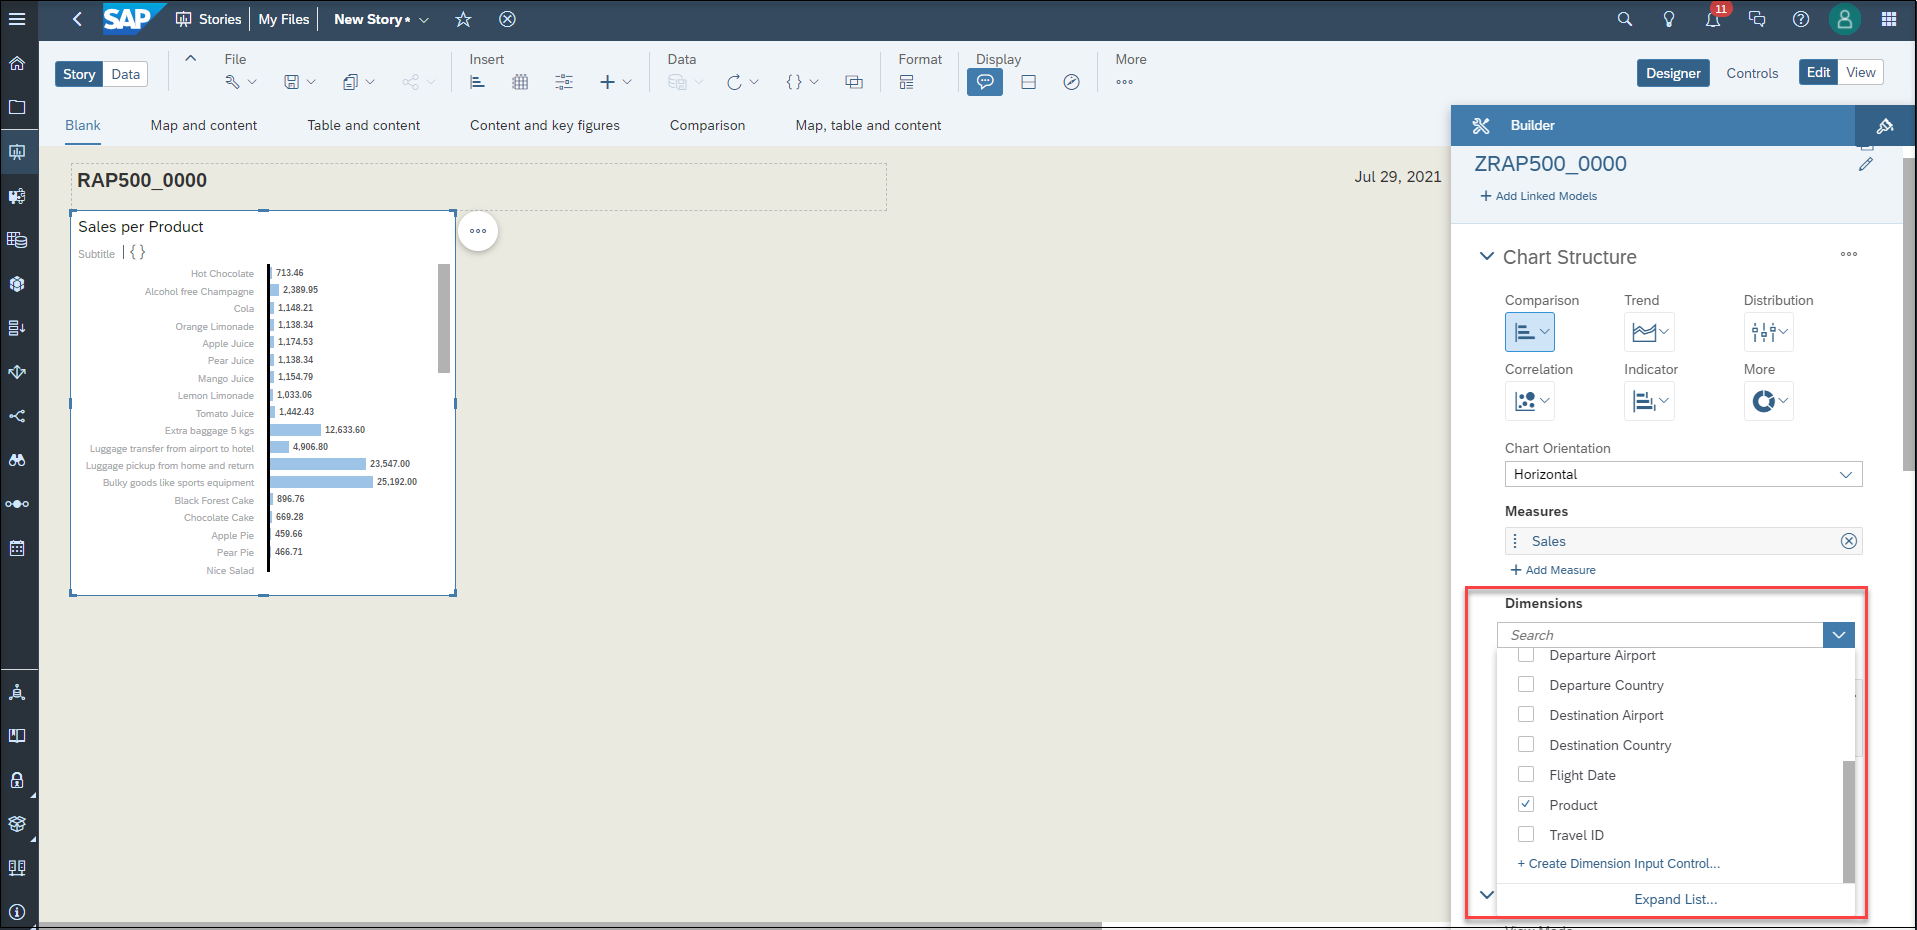 SAP Stories My Files New Story* 11
Story Data
File Insert Data Format Display More
Designer Controls Edit View
Blank Map and content Table and content Content and key figures Comparison Map, table and content
RAP500_0000
Jul 29, 2021
Sales per Product
Subtitle { }
Hot Chocolate 713.46
Alcohol free Champagne 2,389.95
Cola 1,148.21
Orange Limonade 1,138.34
Apple Juice 1,174.53
Pear Juice 1,138.34
Mango Juice 1,154.79
Lemon Limonade 1,033.06
Tomato Juice 1,442.43
Extra baggage 5 kgs 12,633.60
Luggage transfer from airport to hotel 4,906.80
Luggage pickup from home and return 23,547.00
Bulky goods like sports equipment 25,192.00
Black Forest Cake 896.76
Chocolate Cake 669.28
Apple Pie 459.66
Pear Pie 466.71
Nice Salad
Builder
ZRAP500_0000
+ Add Linked Models
Chart Structure
Comparison Trend Distribution
Correlation Indicator More
Chart Orientation
Horizontal
Measures
Sales
+ Add Measure
Dimensions
Search
Departure Airport
Departure Country
Destination Airport
Destination Country
Flight Date
Product
Travel ID
+ Create Dimension Input Control...
Expand List...